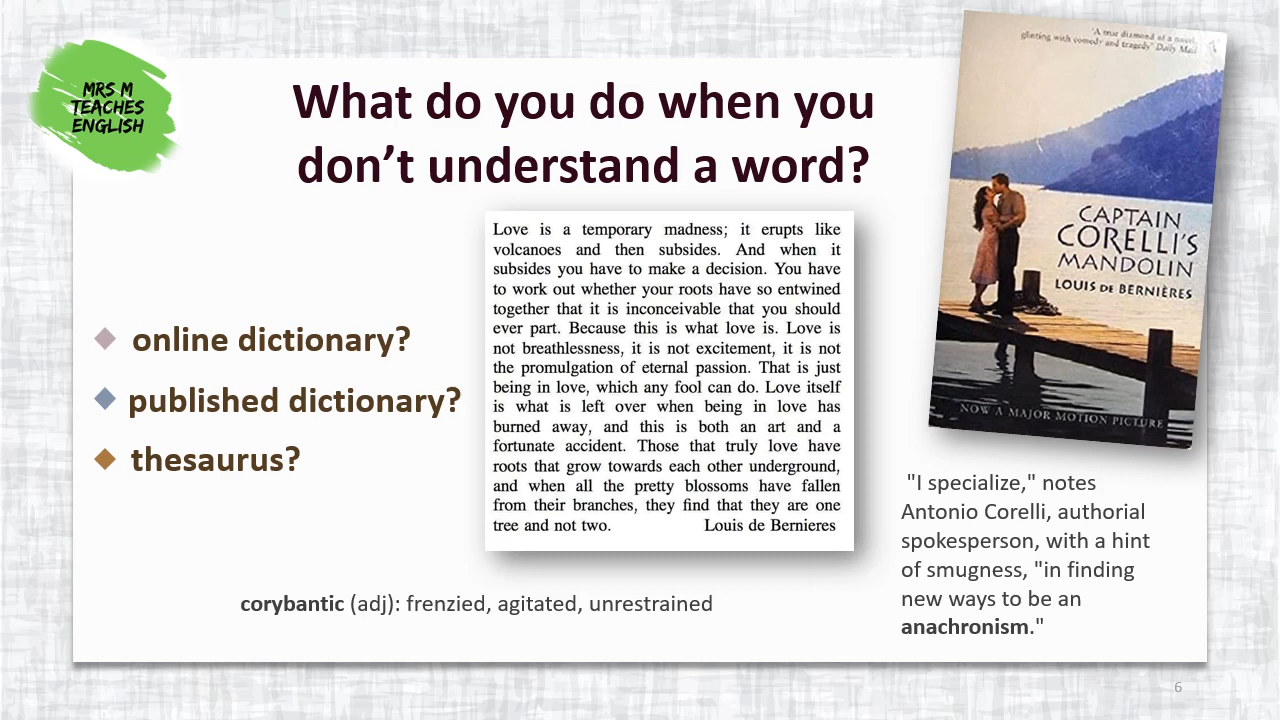 MRS M
TEACHES
ENGLISH
What do you do when you
don’t understand a word?
online dictionary?
published dictionary?
thesaurus?
Love is a temporary madness; it erupts like
volcanoes and then subsides. And when it
subsides you have to make a decision. You have
to work out whether your roots have so entwined
together that it is inconceivable that you should
ever part. Because this is what love is. Love is
not breathlessness, it is not excitement, it is not
the promulgation of eternal passion. That is just
being in love, which any fool can do. Love itself
is what is left over when being in love has
burned away, and this is both an art and a
fortunate accident. Those that truly love have
roots that grow towards each other underground,
and when all the pretty blossoms have fallen
from their branches, they find that they are one
tree and not two. Louis de Bernieres
corybantic (adj): frenzied, agitated, unrestrained
'A true diamond of a novel,
glinting with comedy and tragedy' Daily Mail
CAPTAIN
CORELLI'S
MANDOLIN
LOUIS DE BERNIÈRES
NOW A MAJOR MOTION PICTURE
"I specialize," notes
Antonio Corelli, authorial
spokesperson, with a hint
of smugness, "in finding
new ways to be an
anachronism."
6